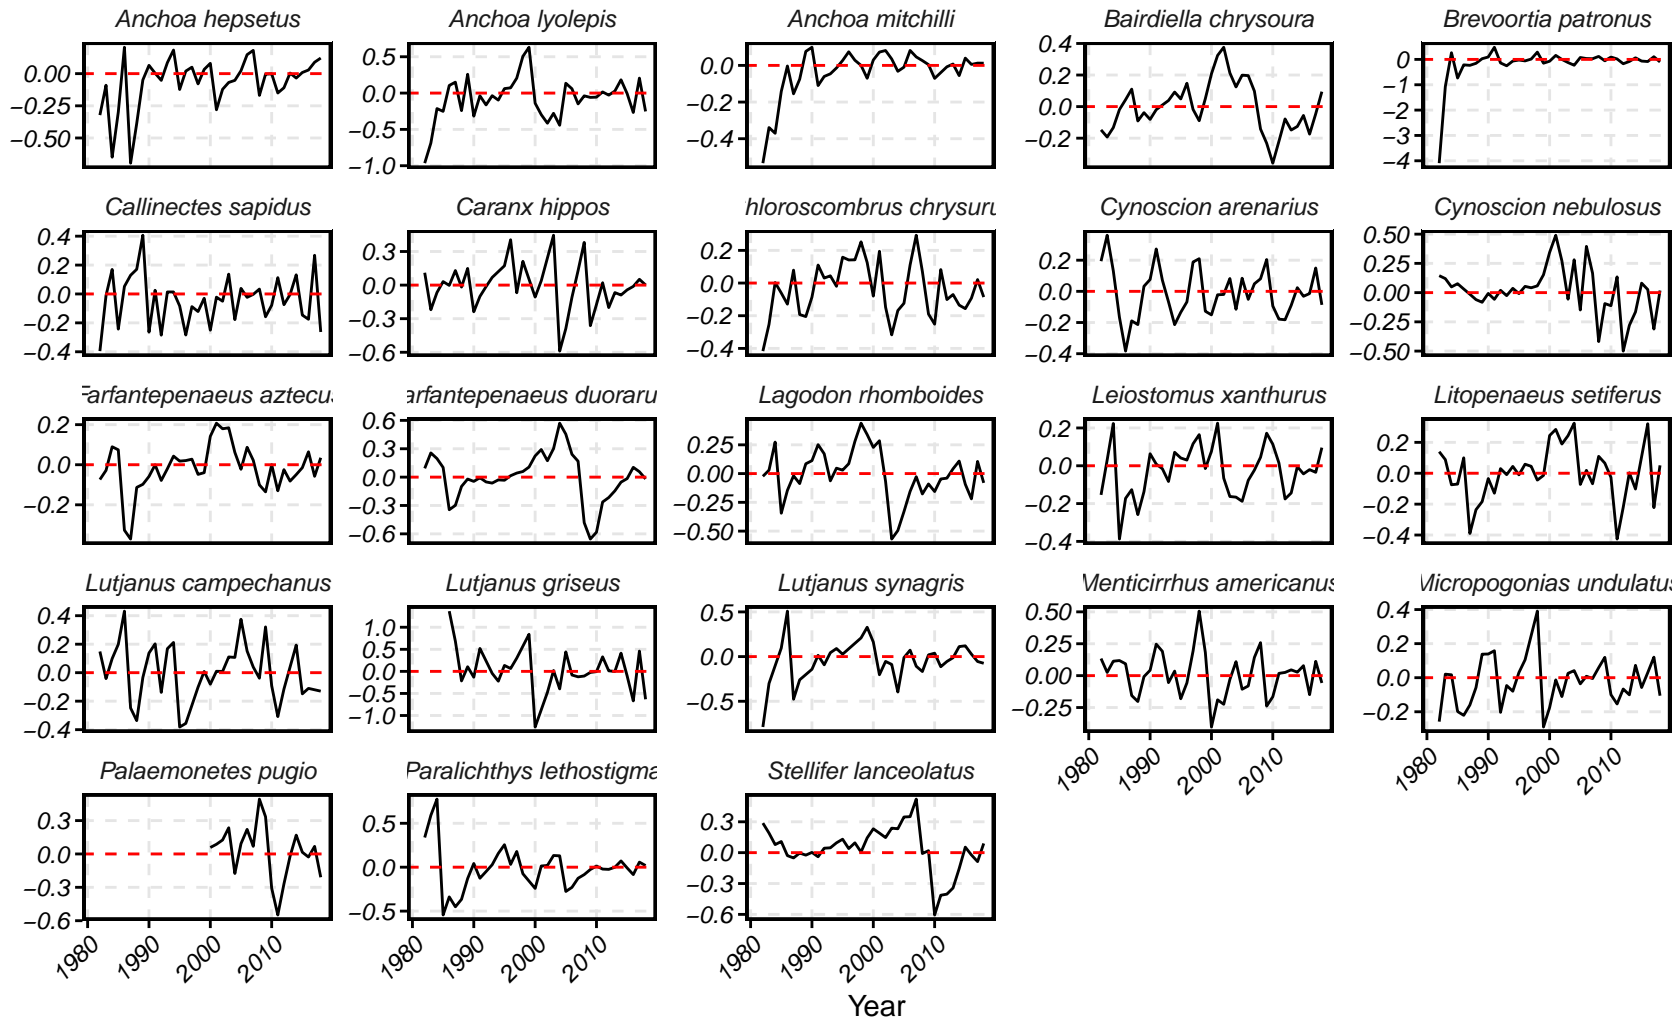 Anchoa hepsetus Anchoa lyolepis Anchoa mitchilli Bairdiella chrysoura Brevoortia patronus
0.00 −0.25 −0.50
0.5 0.0 −0.5 −1.0
0.0 −0.2 −0.4
0.4 0.2 0.0 −0.2
0 −1 −2 −3 −4
Callinectes sapidus Caranx hippos hloroscombrus chrysuru Cynoscion arenarius Cynoscion nebulosus
0.4 0.2 0.0 −0.2 −0.4
0.3 0.0 −0.3 −0.6
0.2 0.0 −0.2 −0.4
0.2 0.0 −0.2 −0.4
0.50 0.25 0.00 −0.25 −0.50
Farfantepenaeus aztecus arfantepenaeus duoraru Lagodon rhomboides Leiostomus xanthurus Litopenaeus setiferus
0.2 0.0 −0.2
0.6 0.3 0.0 −0.3 −0.6
0.25 0.00 −0.25 −0.50
0.2 0.0 −0.2 −0.4
0.2 0.0 −0.2 −0.4
Lutjanus campechanus Lutjanus griseus Lutjanus synagris Menticirrhus americanus Micropogonias undulatus
0.4 0.2 0.0 −0.2 −0.4
1.0 0.5 0.0 −0.5 −1.0
0.5 0.0 −0.5
0.50 0.25 0.00 −0.25
0.4 0.2 0.0 −0.2
1980 1990 2000 2010
1980 1990 2000 2010
Palaemonetes pugio Paralichthys lethostigma Stellifer lanceolatus
0.3 0.0 −0.3 −0.6
0.5 0.0 −0.5
0.3 0.0 −0.3 −0.6
1980 1990 2000 2010
1980 1990 2000 2010
1980 1990 2000 2010
Year